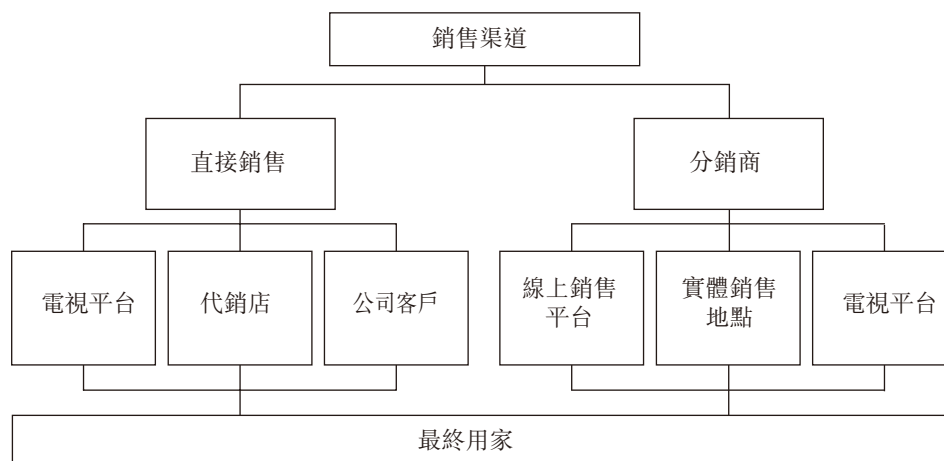 銷售渠道
直接銷售
分銷商
電視平台
代銷店
公司客戶
線上銷售
平台
實體銷售
地點
電視平台
最終用家